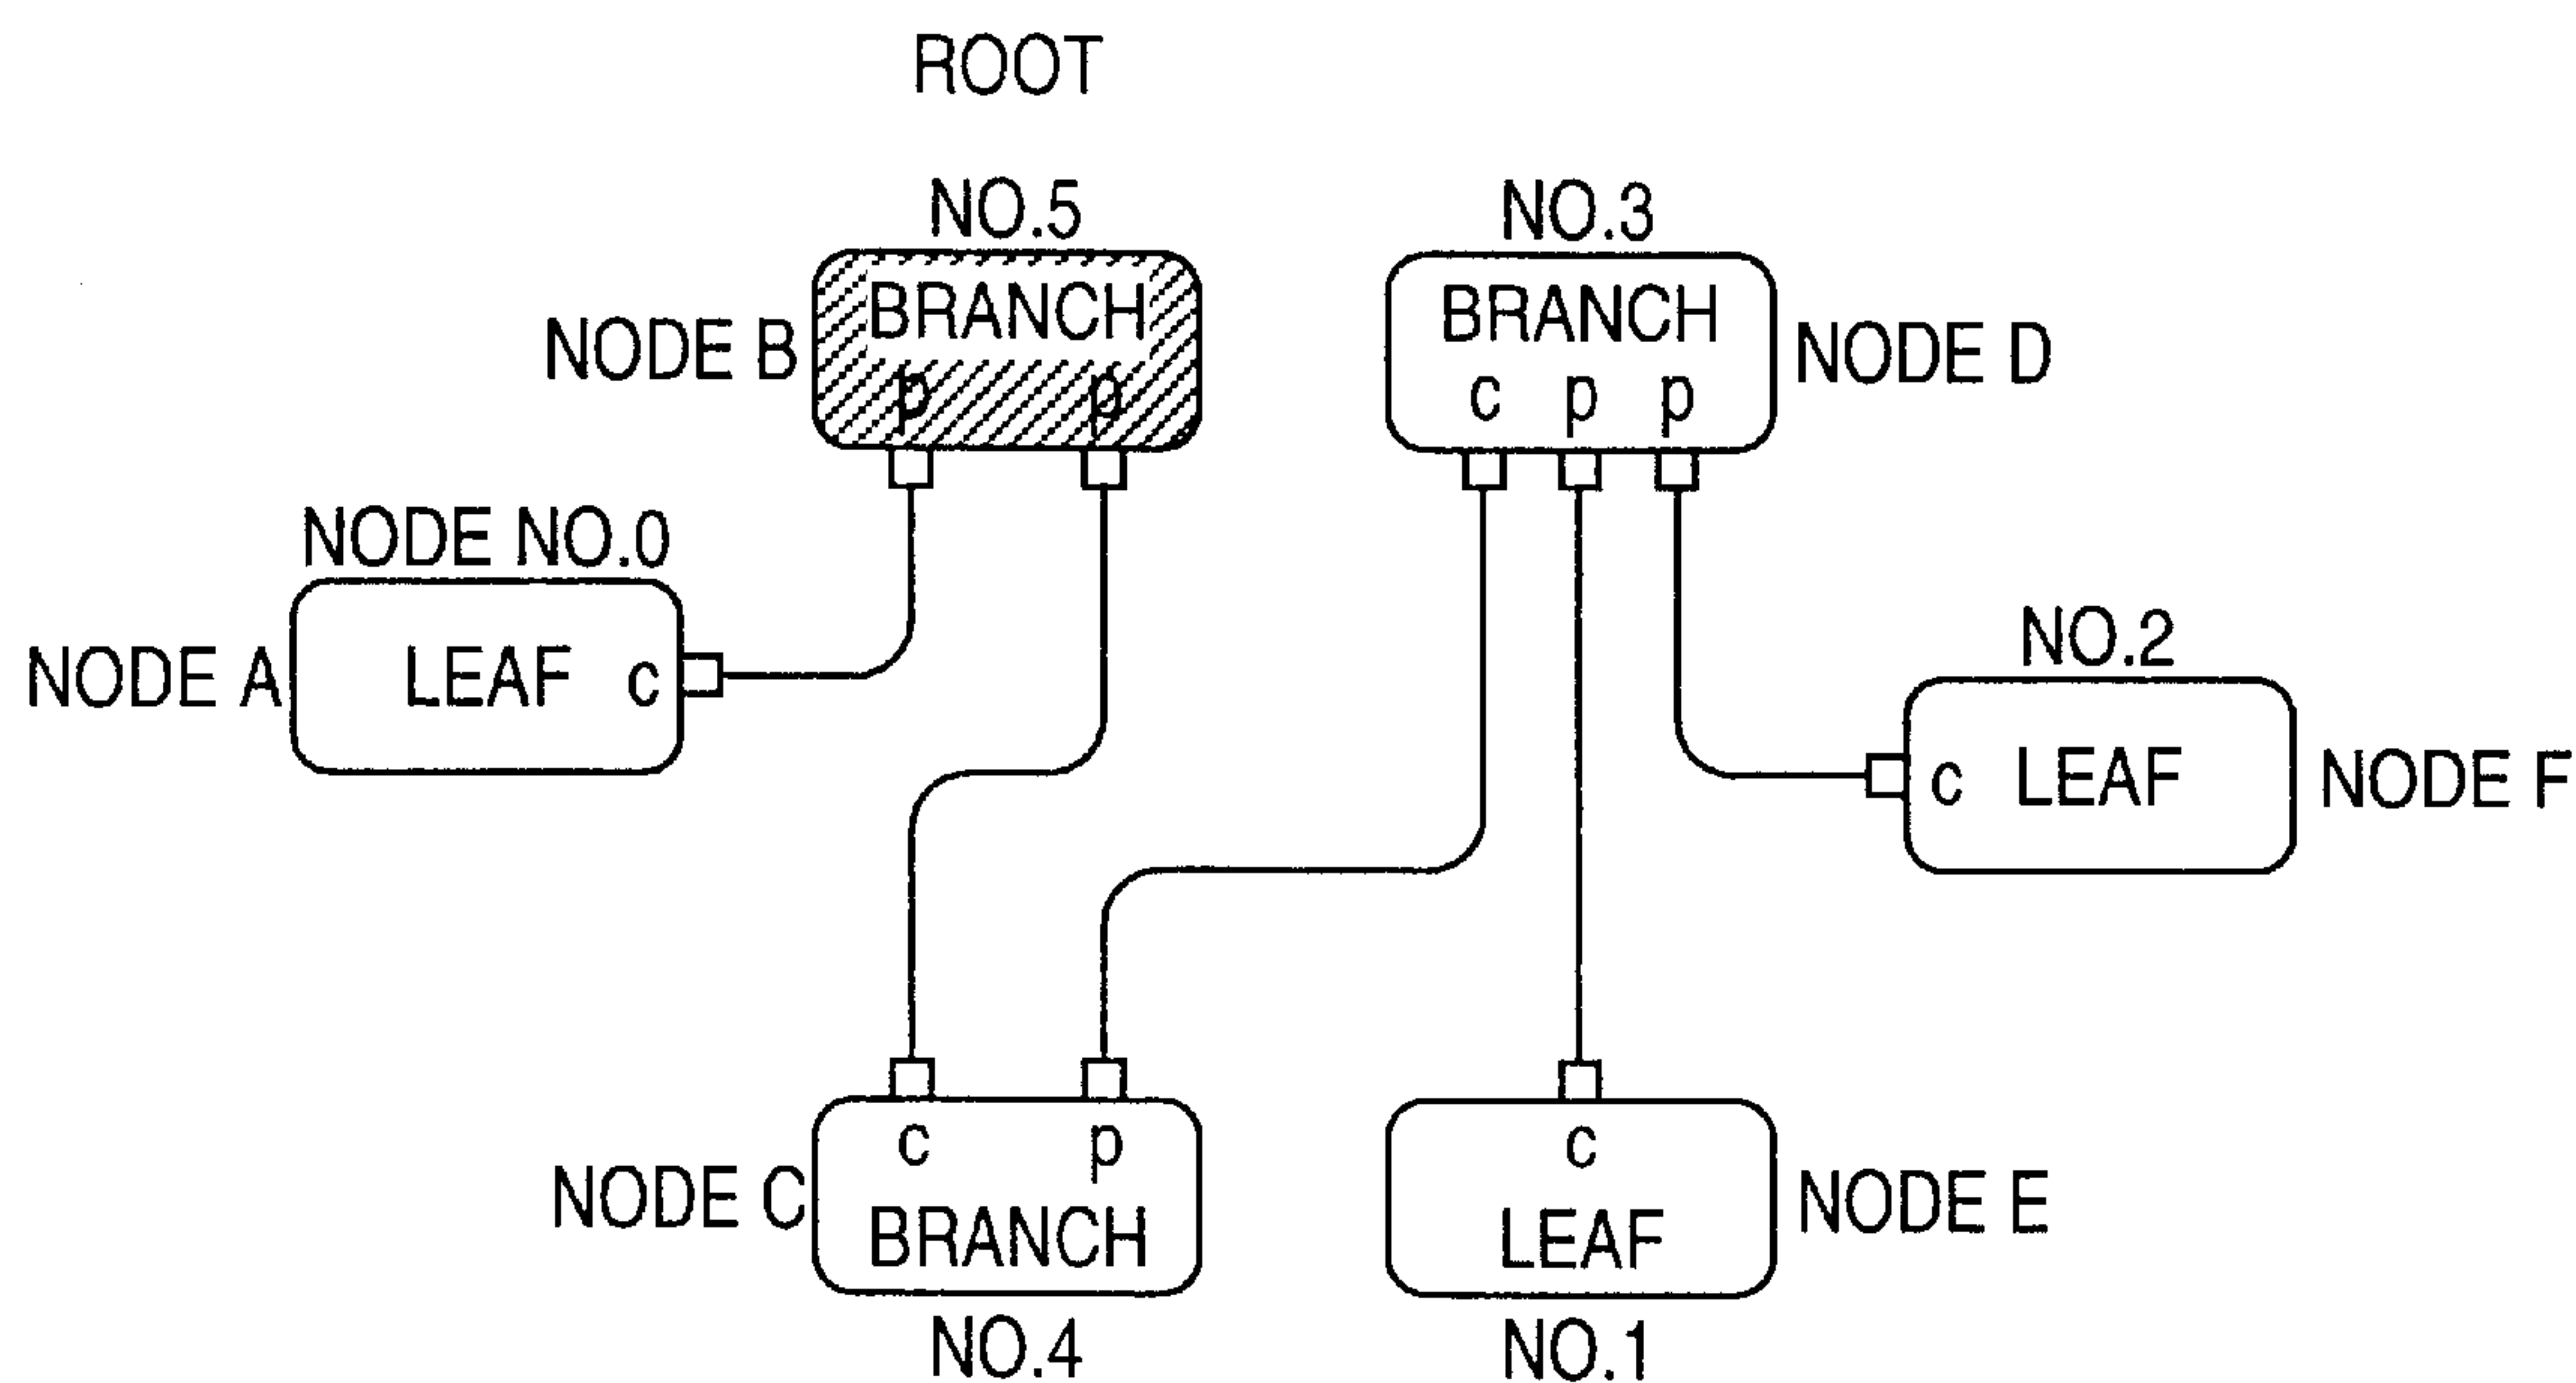 ROOT
NO.5
NO.3
BRANCH
BRANCH
NODE B
NODE D
p p
c p p
NODE NO.0
NO.2
NODE A
LEAF c
c LEAF
NODE F
c p
c
NODE C
BRANCH
LEAF
NODE E
NO.4
NO.1